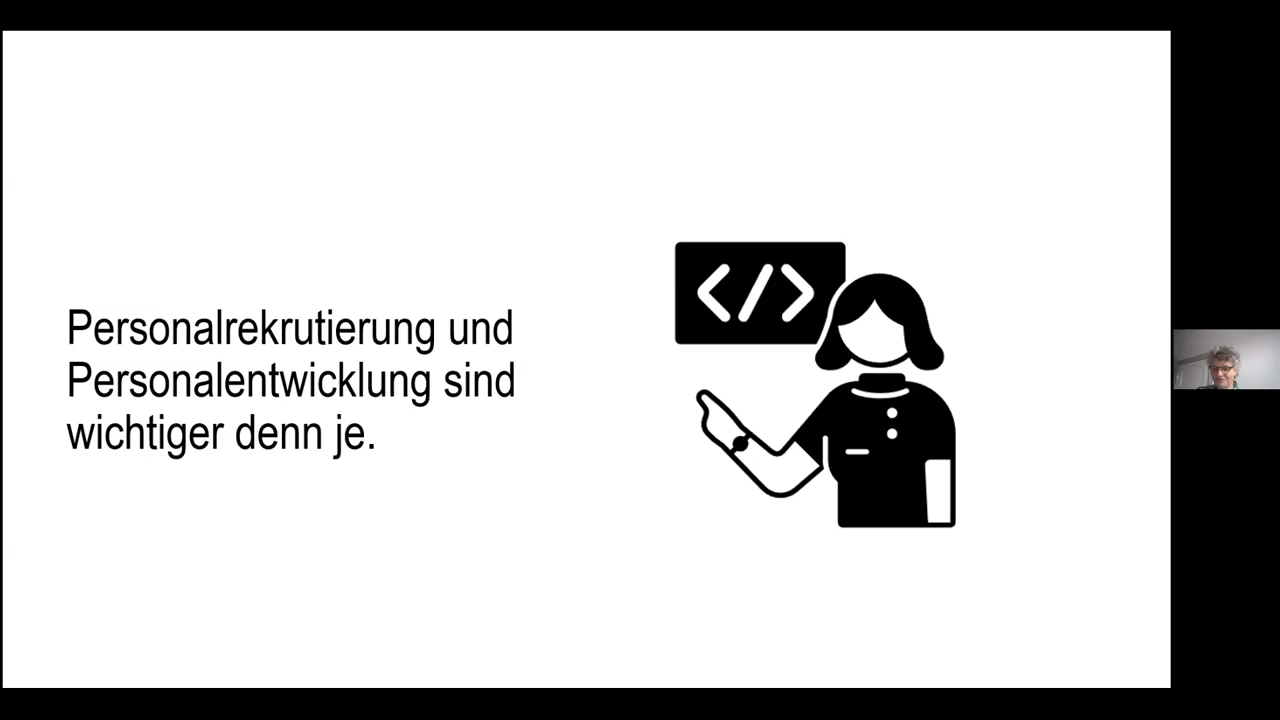 Personalrekrutierung und
Personalentwicklung sind
wichtiger denn je.